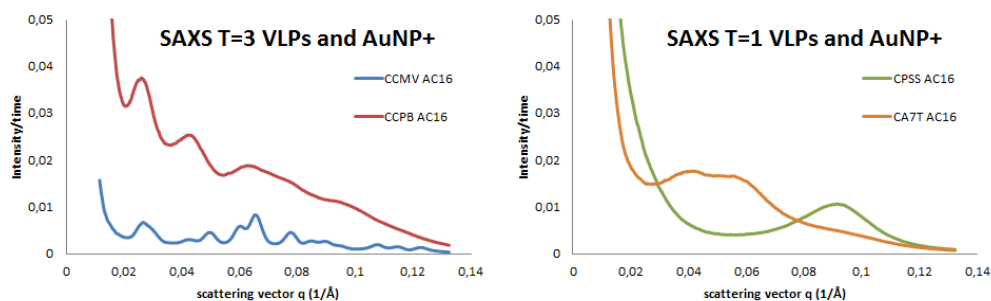 SAXS T=3 VLPs and AuNP+
Intensity/time
0,05
0,04
0,03
0,02
0,01
0
0
0,02
0,04
0,06
0,08
0,1
0,12
0,14
scattering vector q (1/Å)
CCMV AC16
CCPB AC16
SAXS T=1 VLPs and AuNP+
Intensity/time
0,05
0,04
0,03
0,02
0,01
0
0
0,02
0,04
0,06
0,08
0,1
0,12
0,14
scattering vector q (1/Å)
CPSS AC16
CA7T AC16